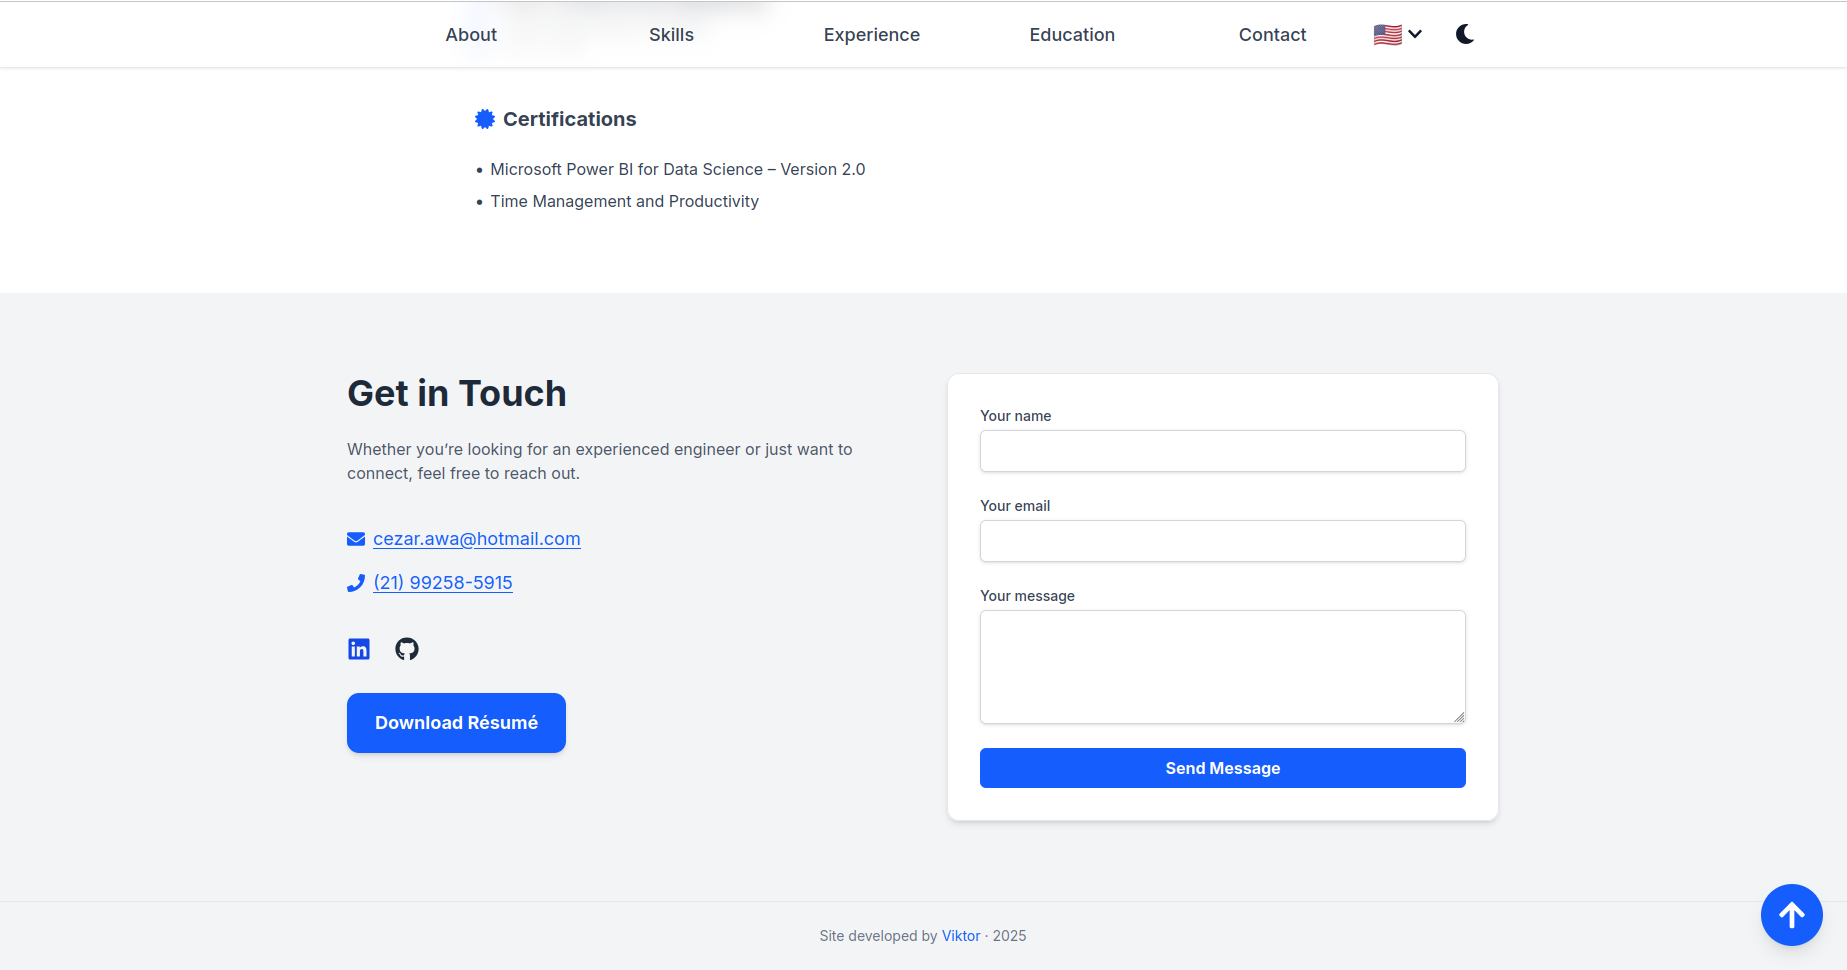 About Skills Experience Education Contact
Certifications
• Microsoft Power BI for Data Science – Version 2.0
• Time Management and Productivity
Get in Touch
Whether you’re looking for an experienced engineer or just want to
connect, feel free to reach out.
cezar.awa@hotmail.com
(21) 99258-5915
in
Download Résumé
Your name
Your email
Your message
Send Message
Site developed by Viktor · 2025